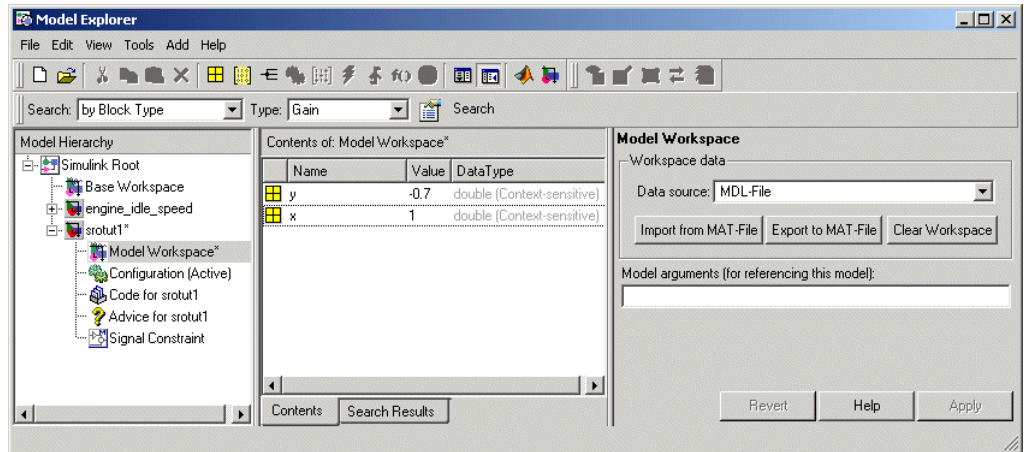 Model Explorer
File Edit View Tools Add Help
f()
Search: by Block Type Type: Gain Search
Model Hierarchy
Simulink Root
Base Workspace
engine_idle_speed
srotut1*
Model Workspace*
Configuration (Active)
Code for srotut1
Advice for srotut1
Signal Constraint
Contents of: Model Workspace*
Name Value DataType
y -0.7 double (Context-sensitive)
x 1 double (Context-sensitive)
Contents Search Results
Model Workspace
Workspace data
Data source: MDL-File
Import from MAT-File Export to MAT-File Clear Workspace
Model arguments (for referencing this model):
Revert Help Apply